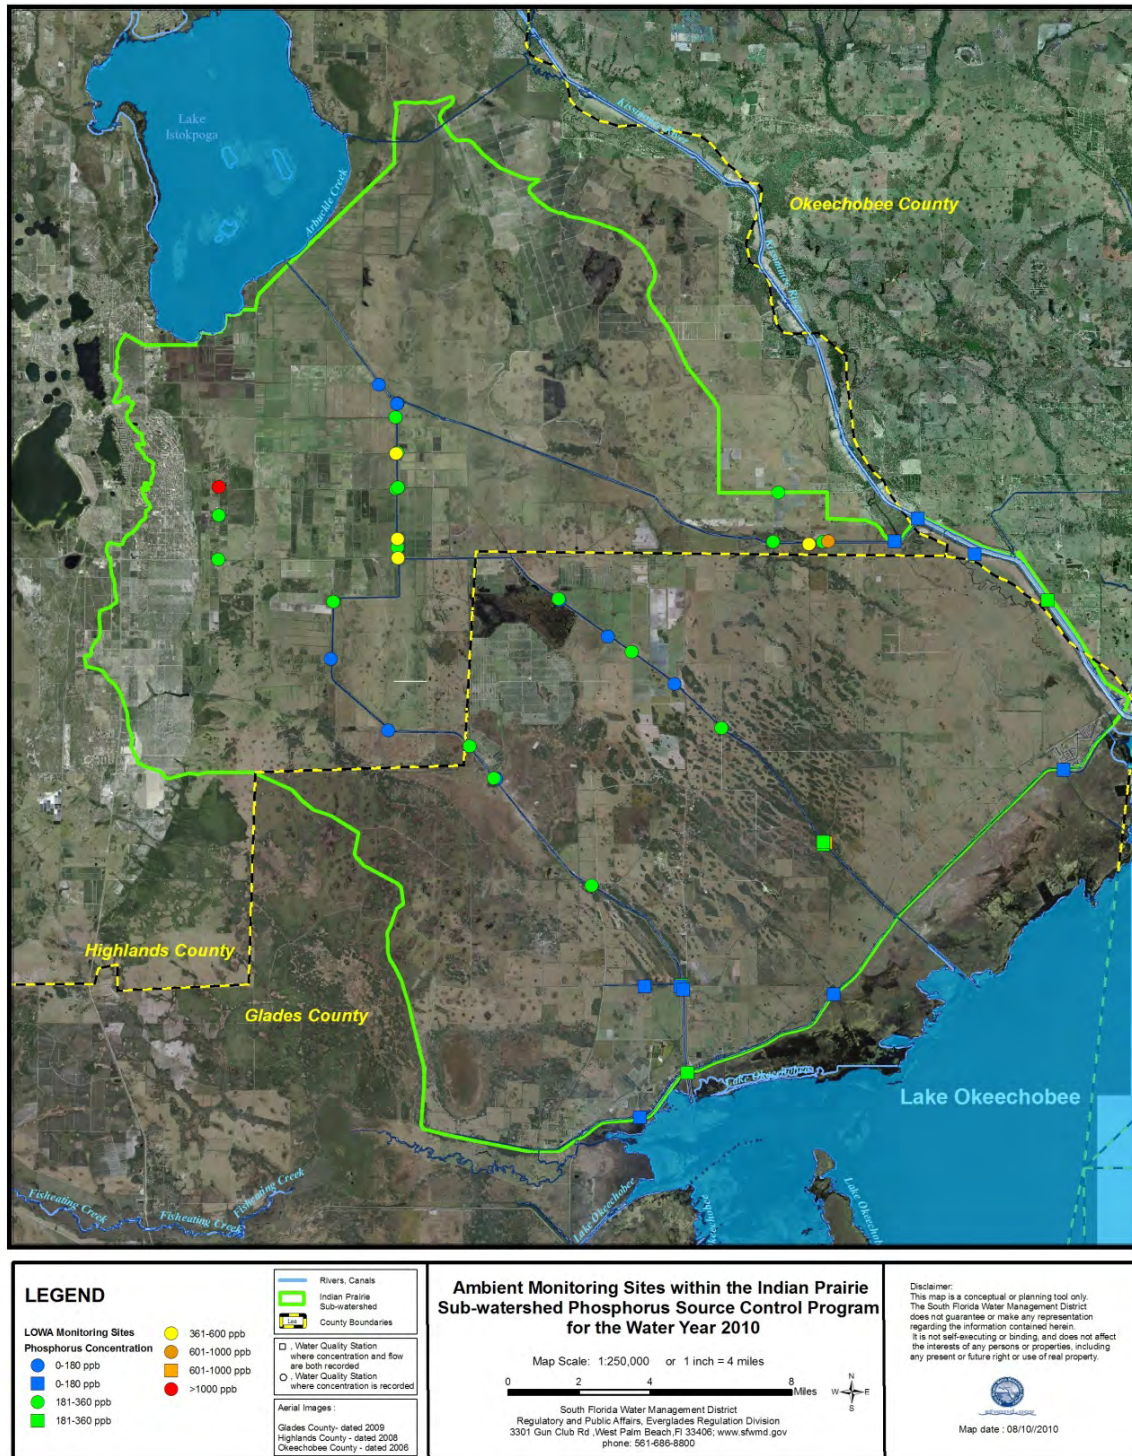 Lake
Istokpoga
Arbuckle Creek
Kissimmee River
Okeechobee County
Kissimmee River
Highlands County
Glades County
Lake Okeechobee
Lake Okeechobee
Fisheating Creek
Fisheating Creek
Fisheating Creek
Lake Okeechobee
Lake Okeechob
LEGEND
LOWA Monitoring Sites
Phosphorus Concentration
0-180 ppb
0-180 ppb
181-360 ppb
181-360 ppb
361-600 ppb
601-1000 ppb
601-1000 ppb
>1000 ppb
Rivers, Canals
Indian Prairie
Sub-watershed
Lee
County Boundaries
, Water Quality Station
where concentration and flow
are both recorded
, Water Quality Station
where concentration is recorded
Aerial Images :
Glades County- dated 2009
Highlands County - dated 2008
Okeechobee County - dated 2006
Ambient Monitoring Sites within the Indian Prairie
Sub-watershed Phosphorus Source Control Program
for the Water Year 2010
Map Scale: 1:250,000 or 1 inch = 4 miles
0 2 4 8 Miles
N
W E
S
South Florida Water Management District
Regulatory and Public Affairs, Everglades Regulation Division
3301 Gun Club Rd ,West Palm Beach,Fl 33406; www.sfwmd.gov
phone: 561-686-8800
Disclaimer:
This map is a conceptual or planning tool only.
The South Florida Water Management District
does not guarantee or make any representation
regarding the information contained herein.
It is not self-executing or binding, and does not affect
the interests of any persons or properties, including
any present or future right or use of real property.
sfwmd.gov
Map date : 08/10//2010